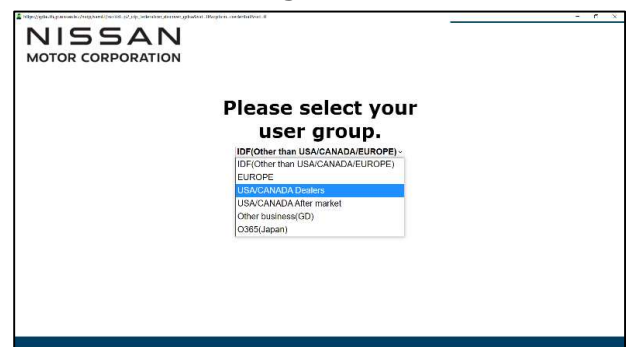 NISSAN
MOTOR CORPORATION
Please select your
user group.
IDF(Other than USA/CANADA/EUROPE)
IDF(Other than USA/CANADA/EUROPE)
EUROPE
USA/CANADA Dealers
USA/CANADA After market
Other business(GD)
O365(Japan)